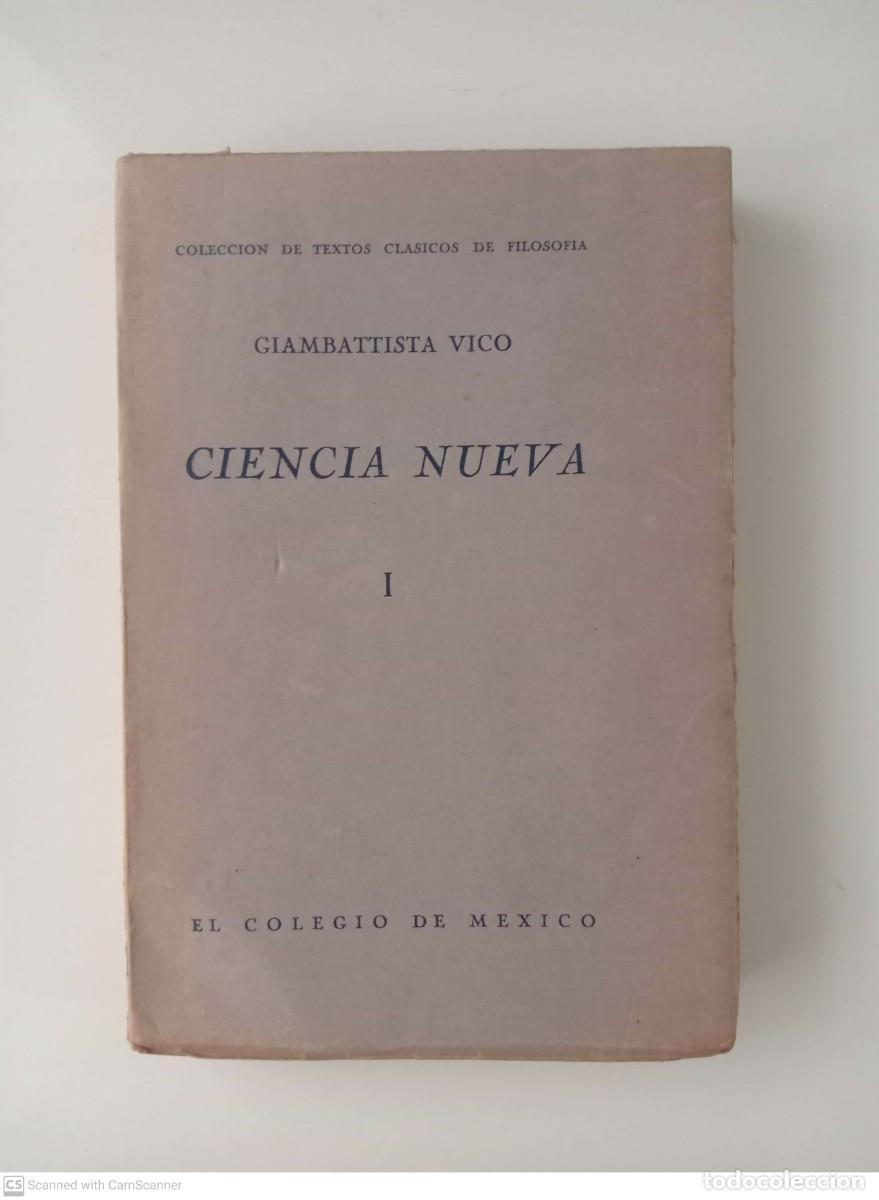 COLECCION DE TEXTOS CLASICOS DE FILOSOFIA
GIAMBATTISTA VICO
CIENCIA NUEVA
I
EL COLEGIO DE MEXICO
CS Scanned with CamScanner
todocoleccion